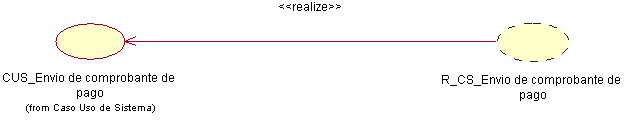 <<realize>>
CUS_Envio de comprobante de
pago
(from Caso Uso de Sistema)
R_CS_Envio de comprobante de
pago